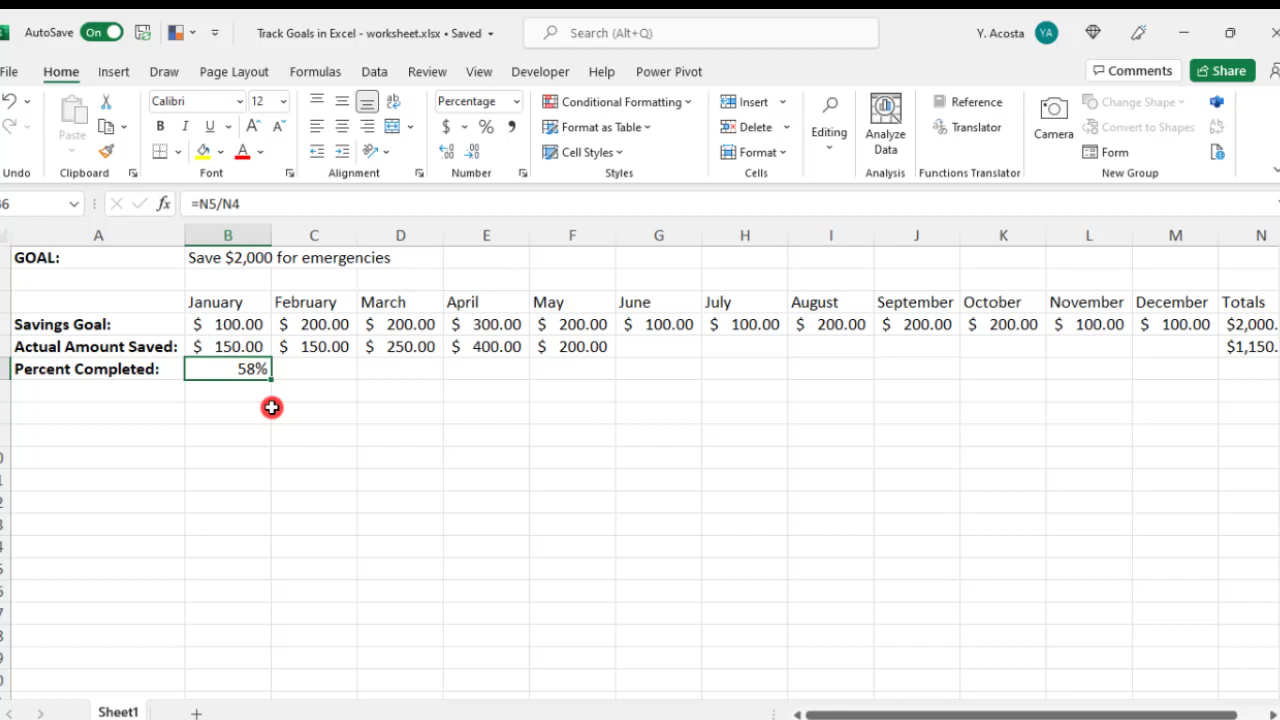 AutoSave On Track Goals in Excel - worksheet.xlsx • Saved Search (Alt+Q) Y. Acosta YA
File Home Insert Draw Page Layout Formulas Data Review View Developer Help Power Pivot Comments Share
Calibri 12 Percentage Conditional Formatting Insert Reference Change Shape
Paste B I U A A $ % , Format as Table Delete Editing Analyze Data Translator Camera Convert to Shapes
A Cell Styles Format Form
Undo Clipboard Font Alignment Number Styles Cells Analysis Functions Translator New Group
fx =N5/N4
A B C D E F G H I J K L M N
GOAL: Save $2,000 for emergencies
January February March April May June July August September October November December Totals
Savings Goal: $ 100.00 $ 200.00 $ 200.00 $ 300.00 $ 200.00 $ 100.00 $ 100.00 $ 200.00 $ 200.00 $ 200.00 $ 100.00 $ 100.00 $2,000.
Actual Amount Saved: $ 150.00 $ 150.00 $ 250.00 $ 400.00 $ 200.00 $1,150.
Percent Completed: 58%
Sheet1